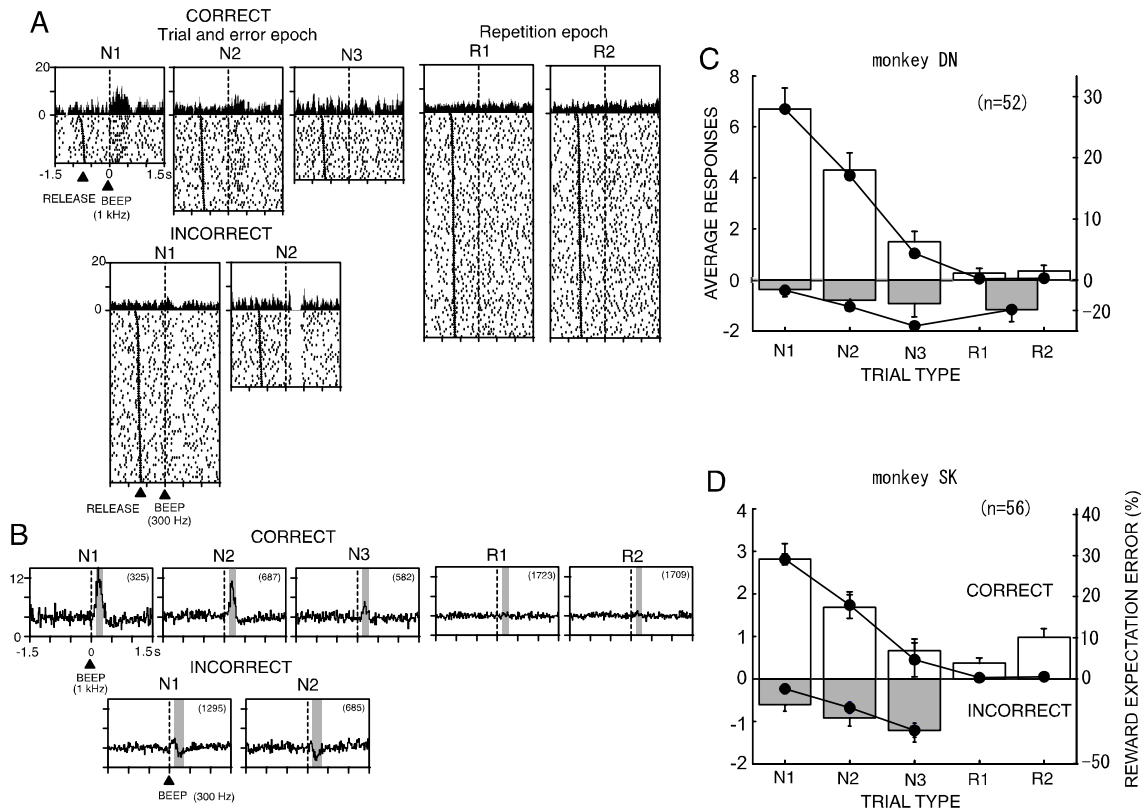 A
CORRECT
Trial and error epoch
Repetition epoch
N1
N2
N3
R1
R2
20
0
-1.5
0
1.5s
RELEASE
BEEP
(1 kHz)
INCORRECT
N1
N2
20
0
RELEASE
BEEP
(300 Hz)
B
CORRECT
N1
N2
N3
R1
R2
(325)
(687)
(582)
(1723)
(1709)
12
0
-1.5
0
1.5s
BEEP
(1 kHz)
INCORRECT
N1
N2
(1295)
(685)
BEEP (300 Hz)
C
monkey DN
(n=52)
AVERAGE RESPONSES
8
6
4
2
0
-2
30
20
10
0
-20
N1
N2
N3
R1
R2
TRIAL TYPE
D
monkey SK
(n=56)
4
3
2
1
0
-1
-2
40
30
20
10
0
-50
CORRECT
INCORRECT
REWARD EXPECTATION ERROR (%)
N1
N2
N3
R1
R2
TRIAL TYPE